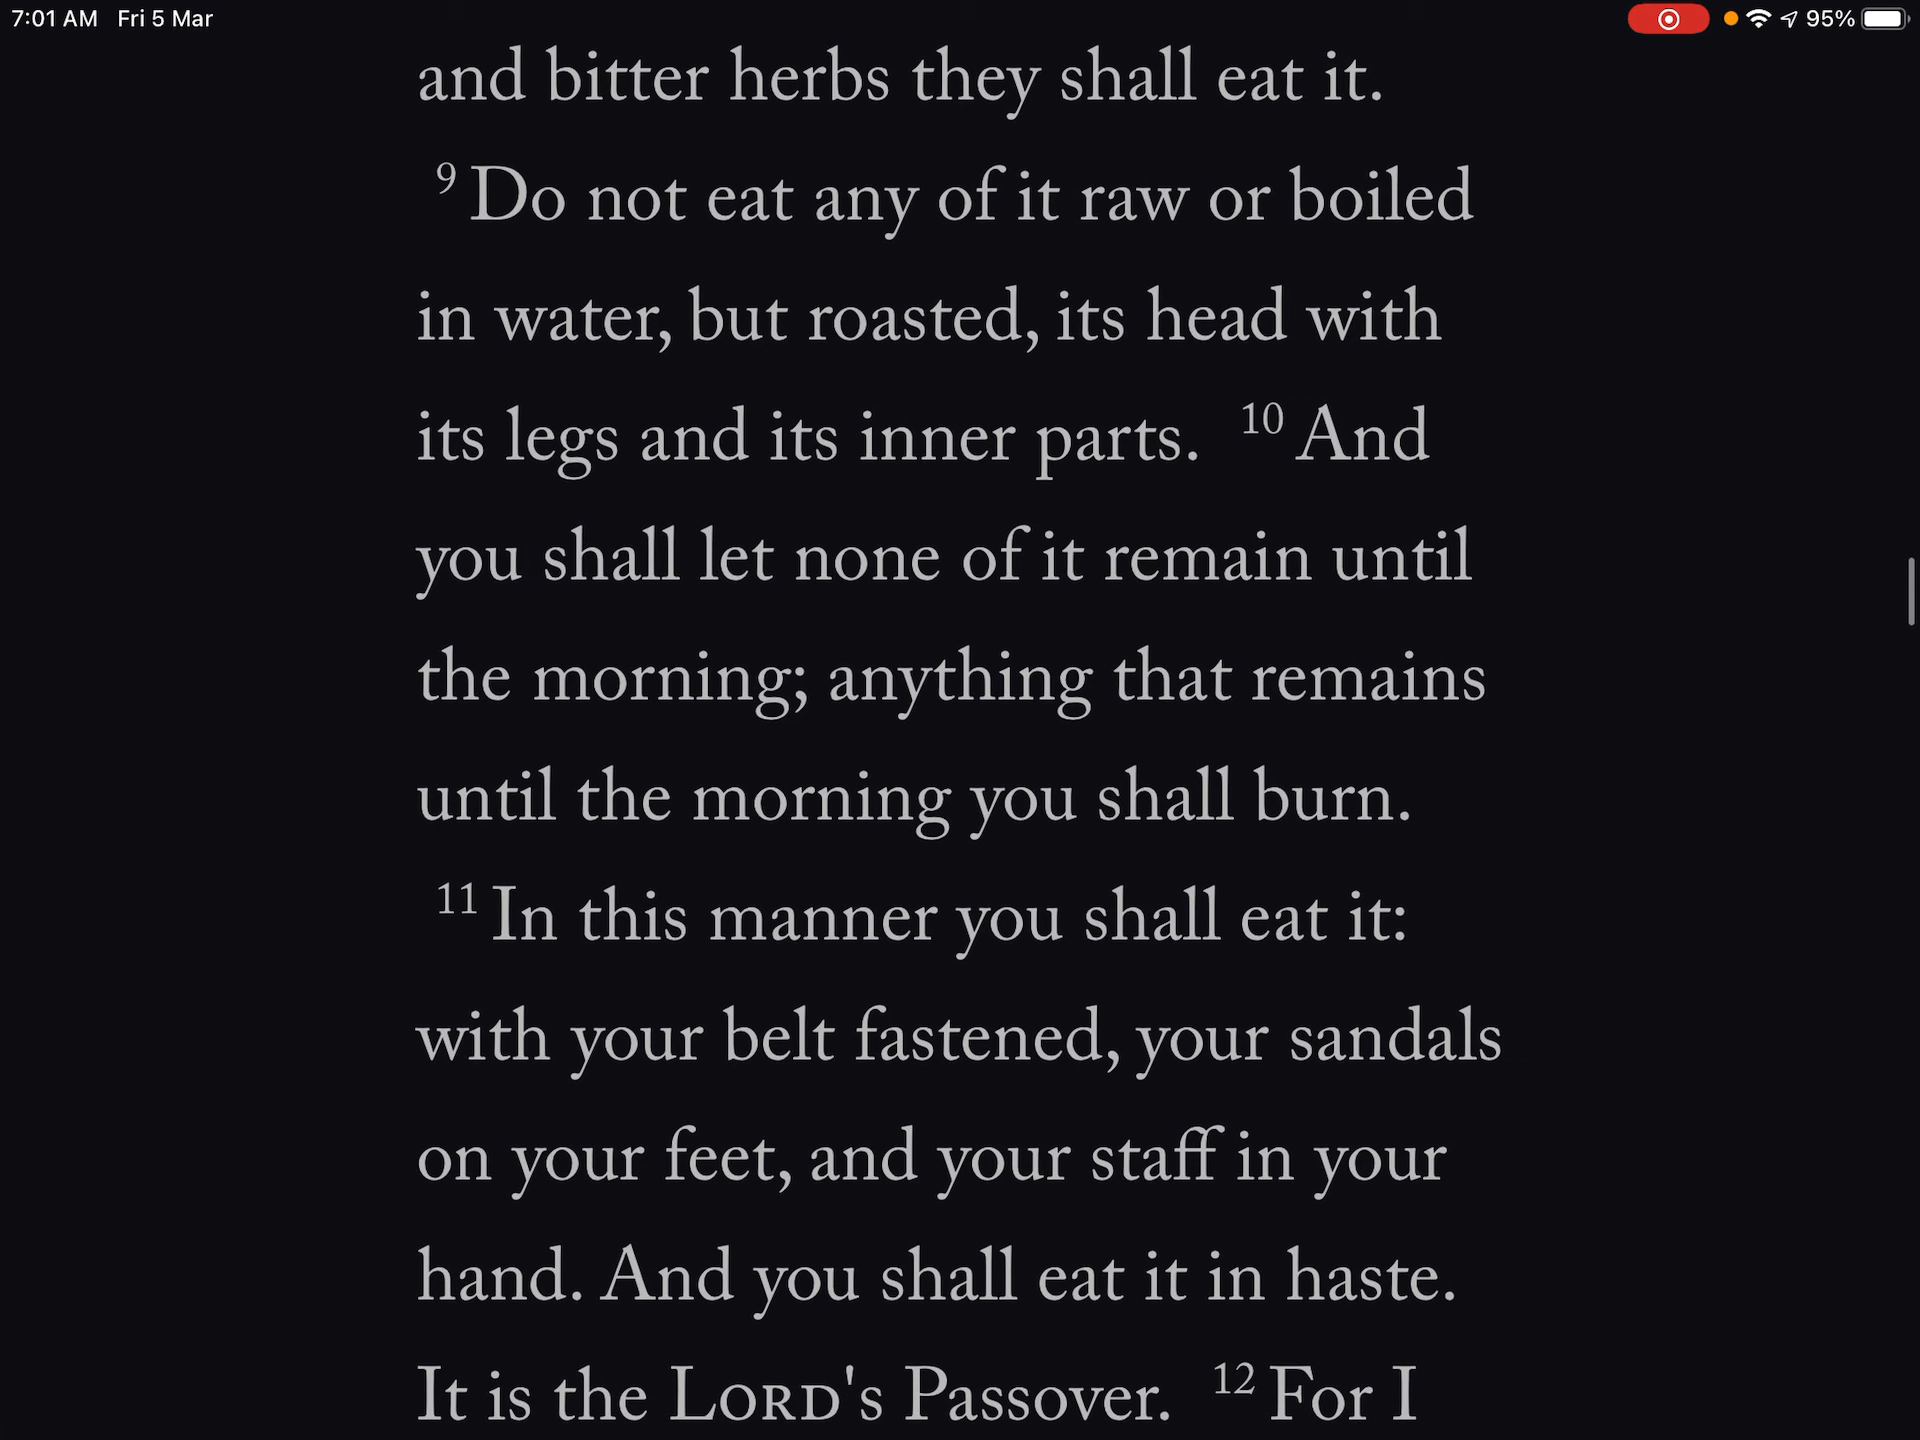 7:01 AM Fri 5 Mar 95%
and bitter herbs they shall eat it.
9 Do not eat any of it raw or boiled
in water, but roasted, its head with
its legs and its inner parts. 10 And
you shall let none of it remain until
the morning; anything that remains
until the morning you shall burn.
11 In this manner you shall eat it:
with your belt fastened, your sandals
on your feet, and your staff in your
hand. And you shall eat it in haste.
It is the LORD's Passover. 12 For I